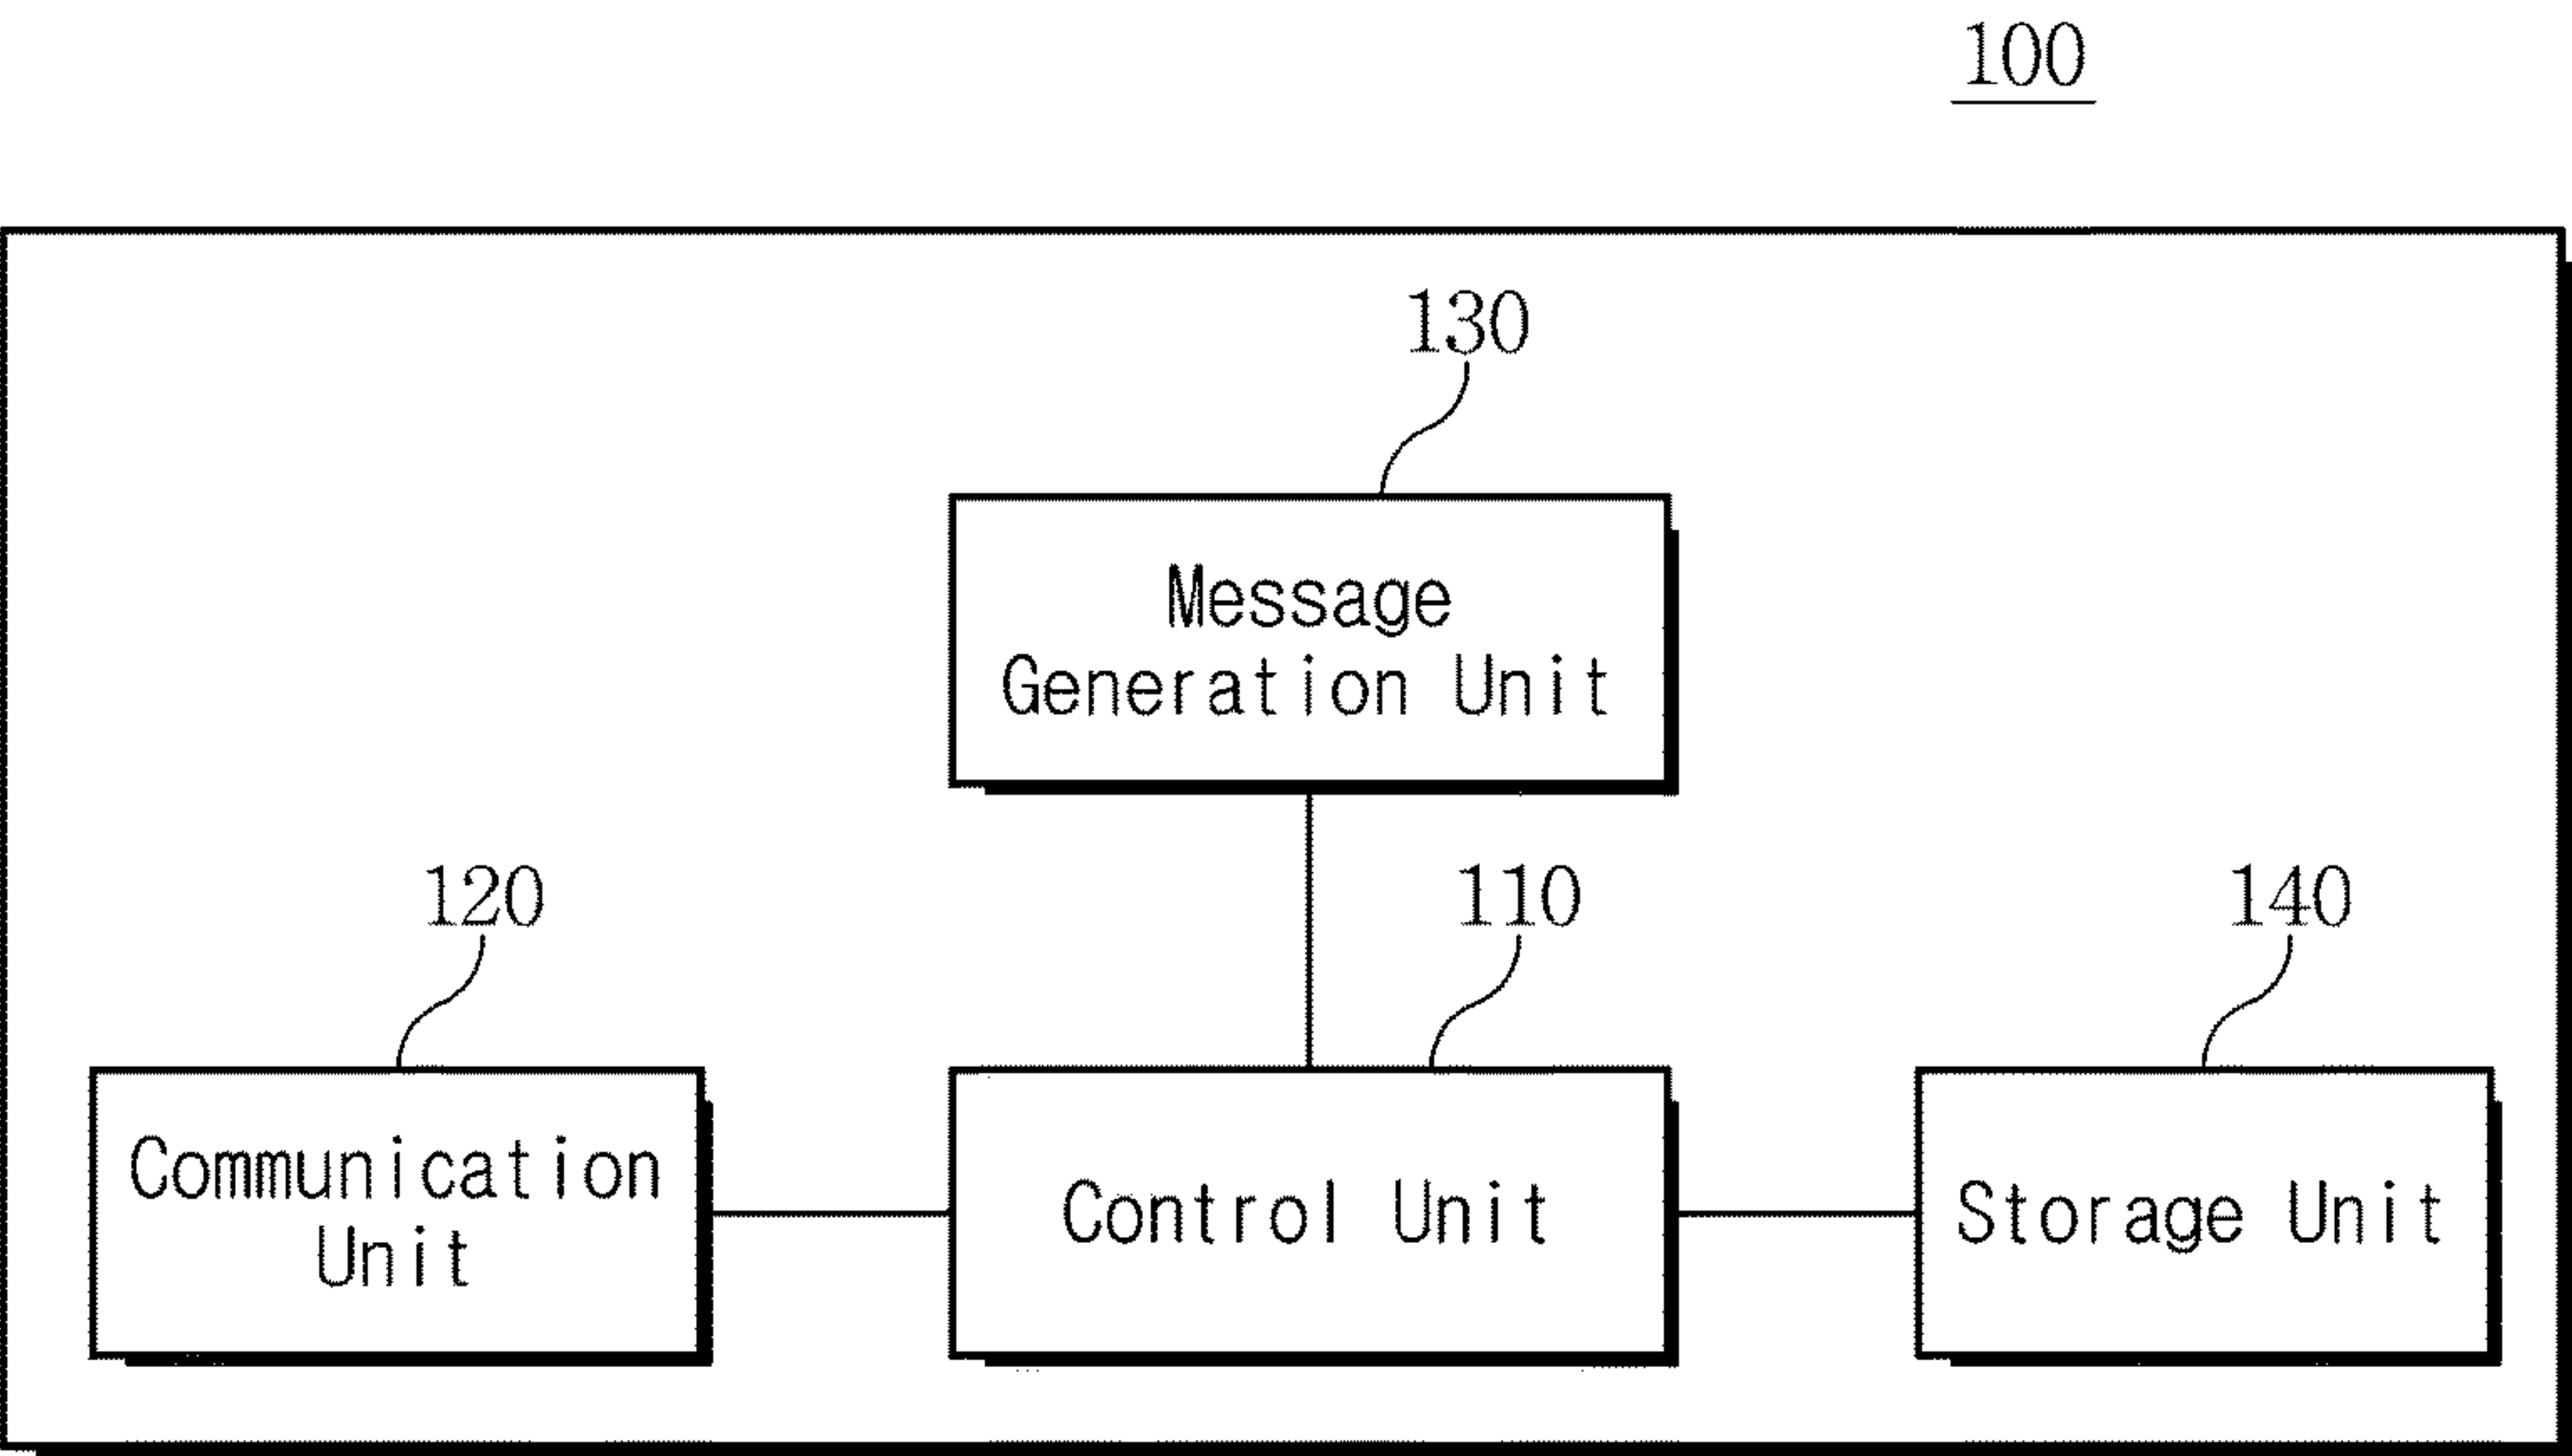 100
130
Message
Generation Unit
120
110
140
Communication
Unit
Control Unit
Storage Unit